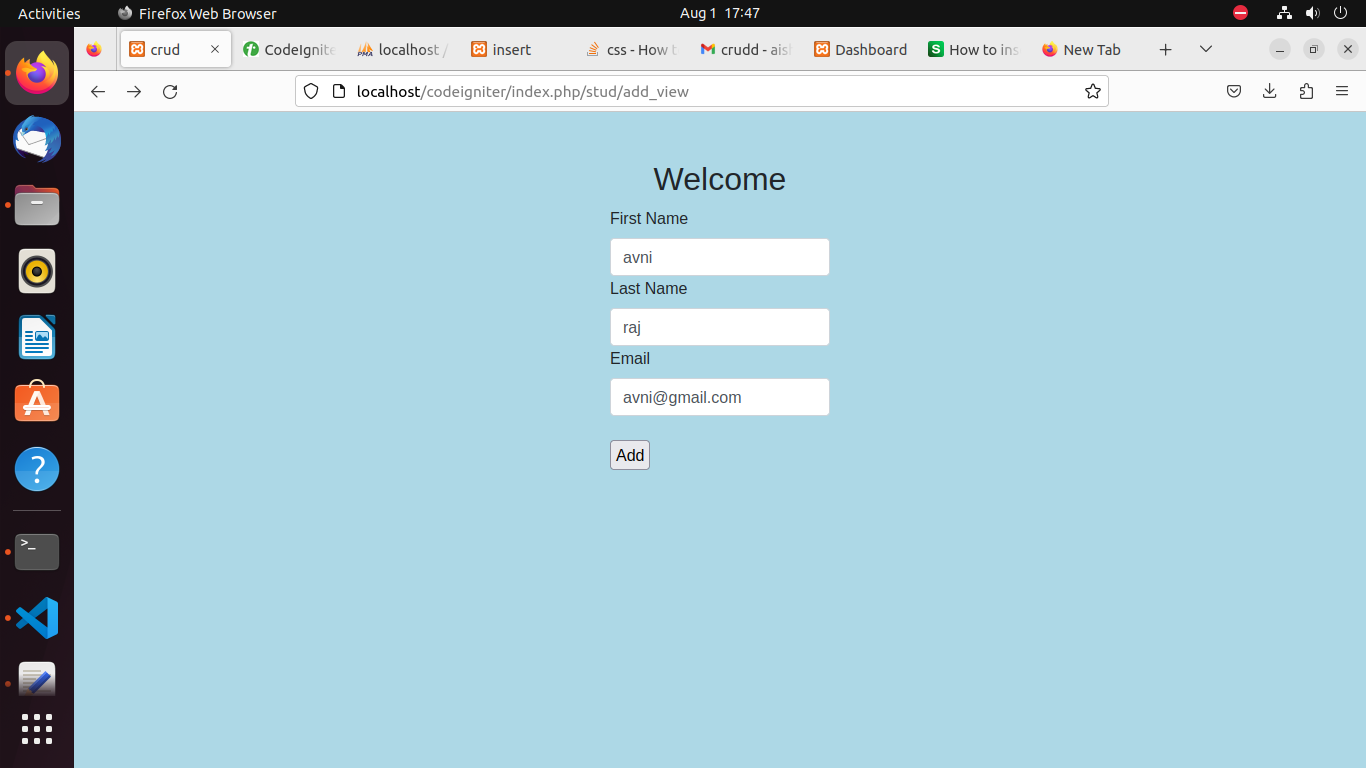 Activities Firefox Web Browser Aug 1 17:47
crud CodeIgnite localhost / insert css - How t crudd - ais Dashboard How to ins New Tab
localhost/codeigniter/index.php/stud/add_view
Welcome
First Name
avni
Last Name
raj
Email
avni@gmail.com
Add